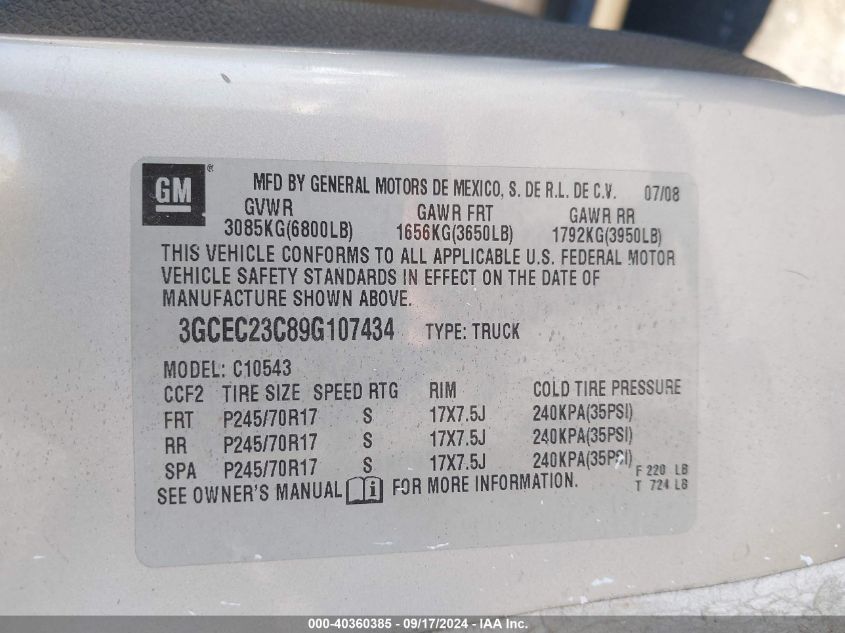 GM ® MFD BY GENERAL MOTORS DE MEXICO, S. DE R.L. DE C.V. 07/08
GVWR GAWR FRT GAWR RR
3085KG(6800LB) 1656KG(3650LB) 1792KG(3950LB)
THIS VEHICLE CONFORMS TO ALL APPLICABLE U.S. FEDERAL MOTOR
VEHICLE SAFETY STANDARDS IN EFFECT ON THE DATE OF
MANUFACTURE SHOWN ABOVE.
3GCEC23C89G107434 TYPE: TRUCK
MODEL: C10543
CCF2 TIRE SIZE SPEED RTG RIM COLD TIRE PRESSURE
FRT P245/70R17 S 17X7.5J 240KPA(35PSI)
RR P245/70R17 S 17X7.5J 240KPA(35PSI)
SPA P245/70R17 S 17X7.5J 240KPA(35PSI)
F 220 LB
T 724 LB
SEE OWNER'S MANUAL i FOR MORE INFORMATION.
000-40360385 - 09/17/2024 - IAA Inc.